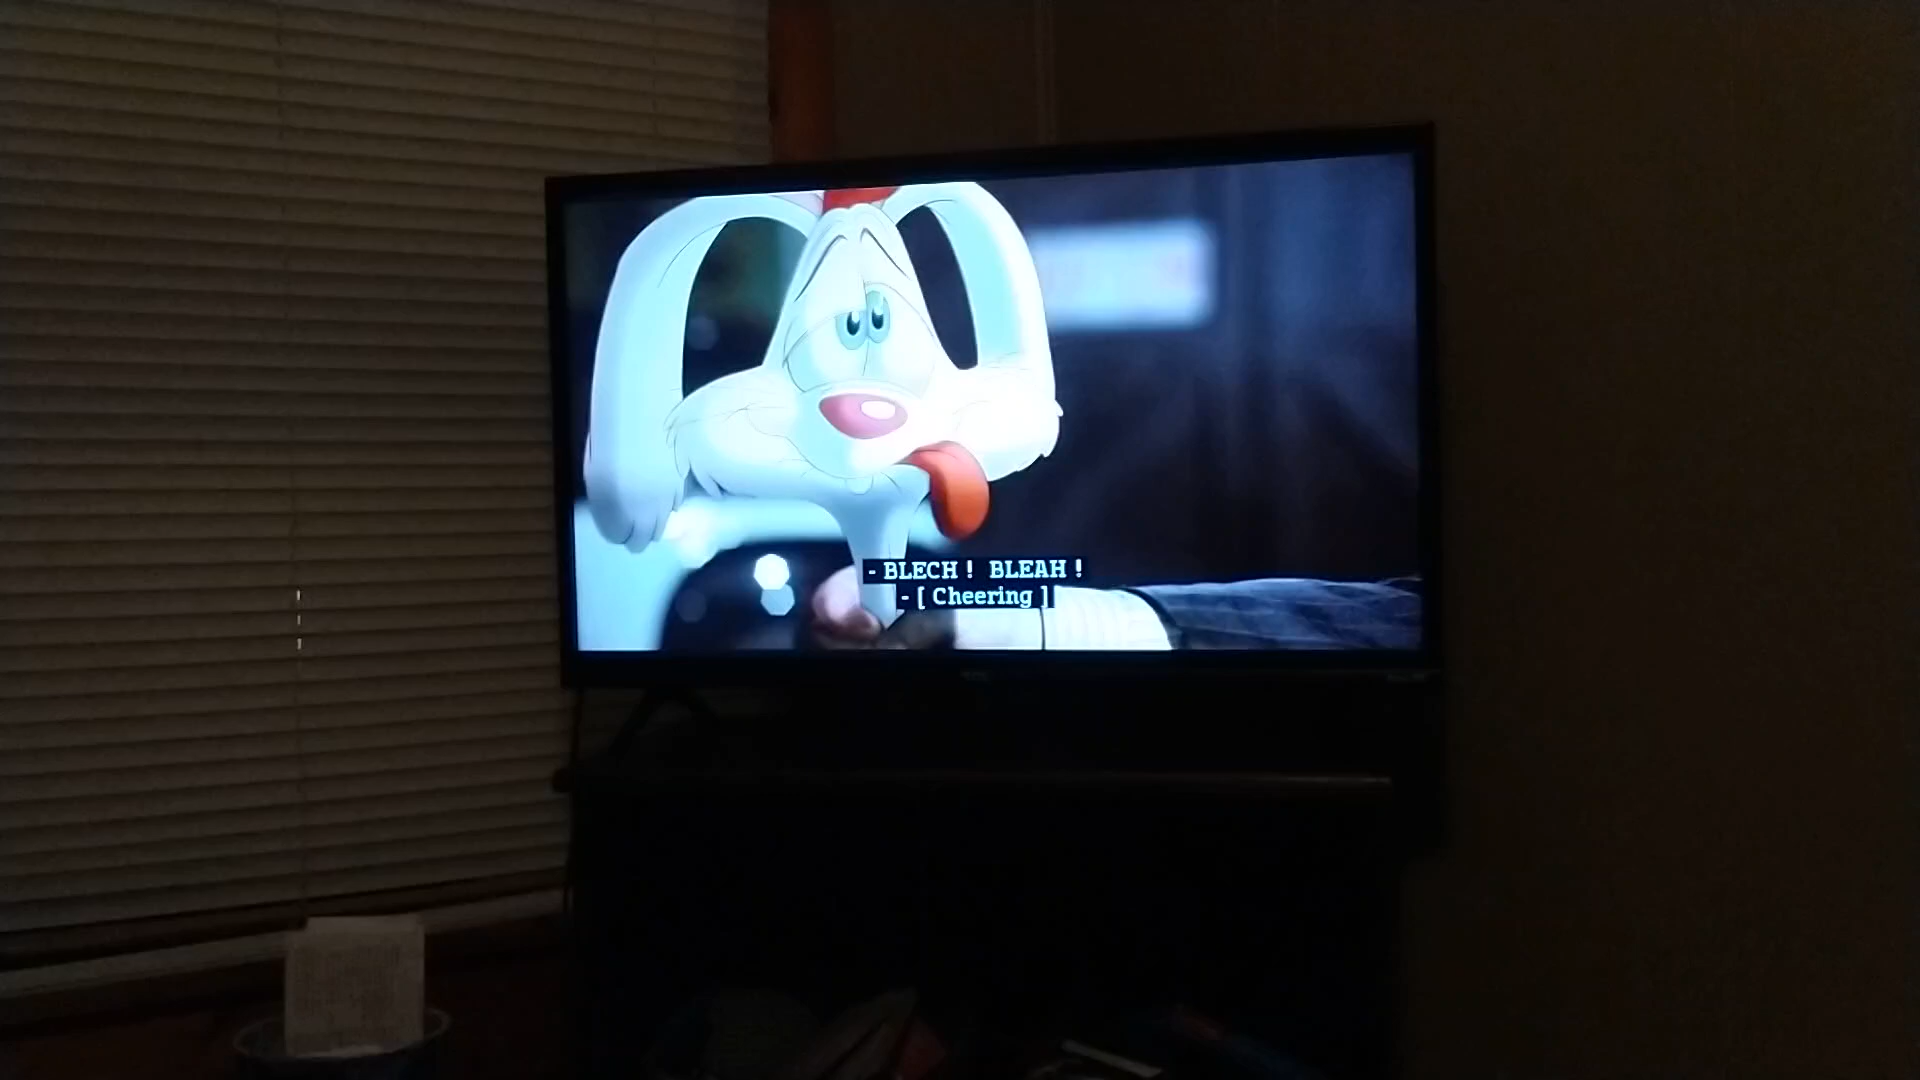 - BLECH ! BLEAH !
- [ Cheering ]